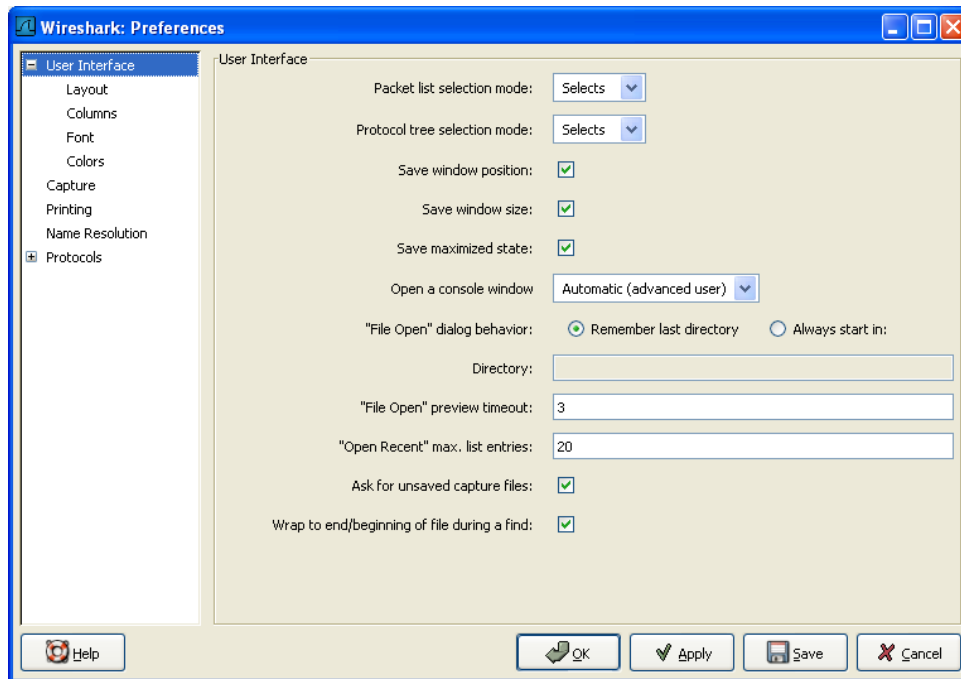 Wireshark: Preferences
User Interface
Layout
Columns
Font
Colors
Capture
Printing
Name Resolution
Protocols
User Interface
Packet list selection mode: Selects
Protocol tree selection mode: Selects
Save window position:
Save window size:
Save maximized state:
Open a console window Automatic (advanced user)
"File Open" dialog behavior: Remember last directory Always start in:
Directory:
"File Open" preview timeout: 3
"Open Recent" max. list entries: 20
Ask for unsaved capture files:
Wrap to end/beginning of file during a find:
Help OK Apply Save Cancel